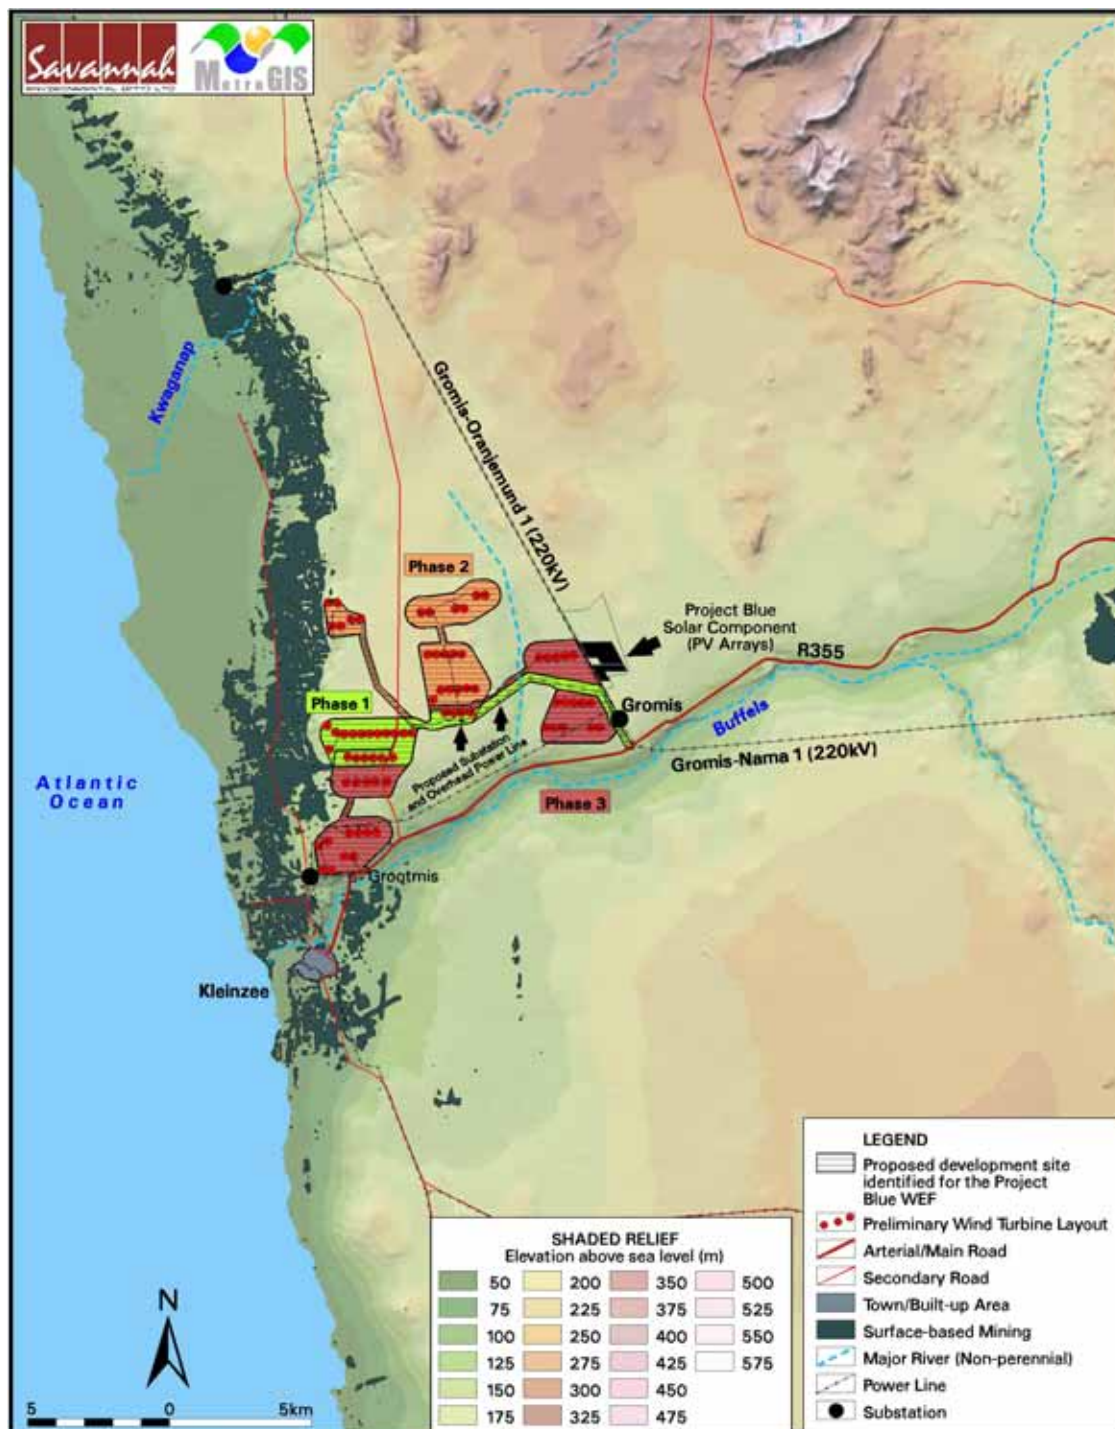 Savannah
ENVIRONMENTAL (PTY) LTD
MetroGIS
Kwaganap
Gromis-Oranjemund 1 (220kV)
Phase 2
Project Blue
Solar Component
(PV Arrays)
R355
Phase 1
Gromis
Buffels
Gromis-Nama 1 (220kV)
Proposed Substation
and Overhead Power Line
Atlantic
Ocean
Phase 3
Grootmis
Kleinzee
LEGEND
Proposed development site
identified for the Project
Blue WEF
Preliminary Wind Turbine Layout
Arterial/Main Road
Secondary Road
Town/Built-up Area
Surface-based Mining
Major River (Non-perennial)
Power Line
Substation
SHADED RELIEF
Elevation above sea level (m)
50 200 350 500
75 225 375 525
100 250 400 550
125 275 425 575
150 300 450
175 325 475
N
5 0 5km